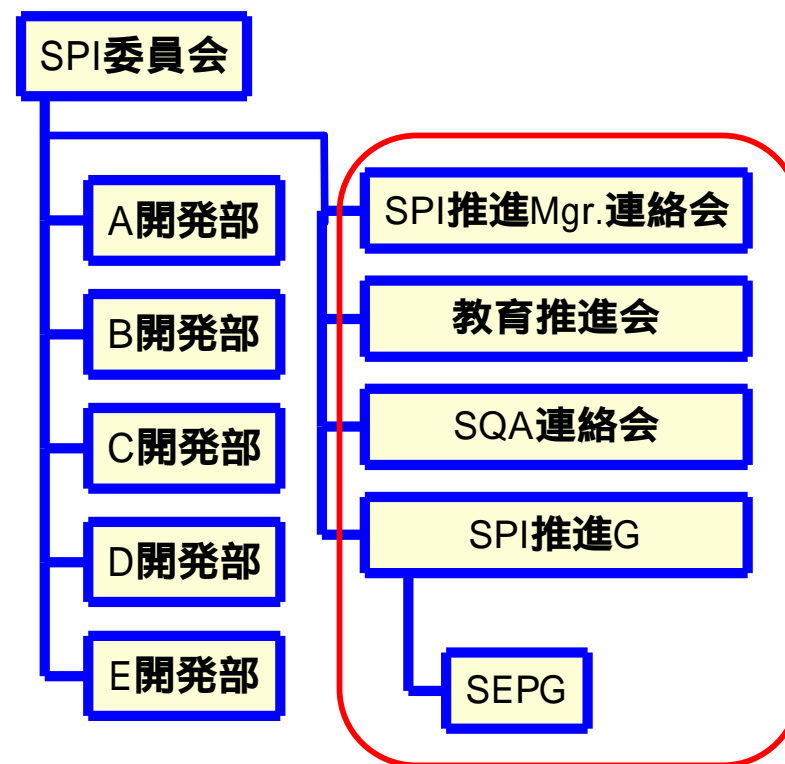 SPI委員会
A開発部
B開発部
C開発部
D開発部
E開発部
SPI推進Mgr.連絡会
教育推進会
SQA連絡会
SPI推進G
SEPG